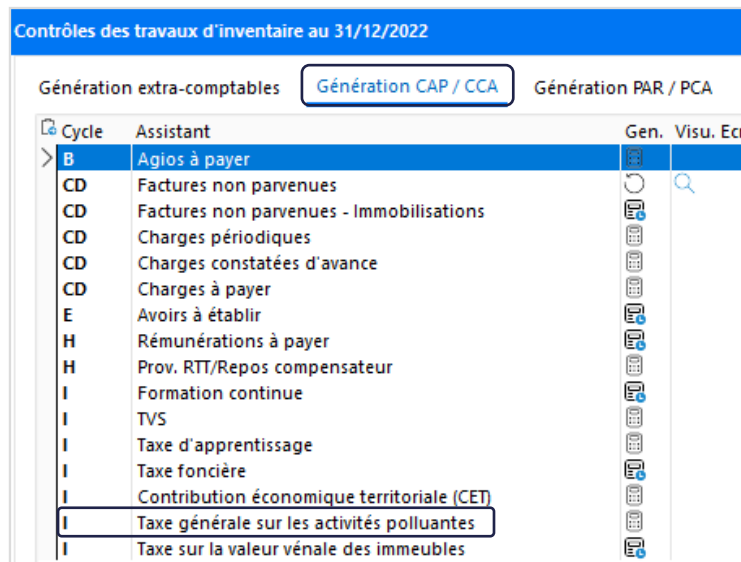 Contrôles des travaux d'inventaire au 31/12/2022
Génération extra-comptables Génération CAP / CCA Génération PAR / PCA
Cycle Assistant Gen. Visu. Ecr
B Agios à payer
CD Factures non parvenues
CD Factures non parvenues - Immobilisations
CD Charges périodiques
CD Charges constatées d'avance
CD Charges à payer
E Avoirs à établir
H Rémunérations à payer
H Prov. RTT/Repos compensateur
I Formation continue
I TVS
I Taxe d'apprentissage
I Taxe foncière
I Contribution économique territoriale (CET)
I Taxe générale sur les activités polluantes
I Taxe sur la valeur vénale des immeubles